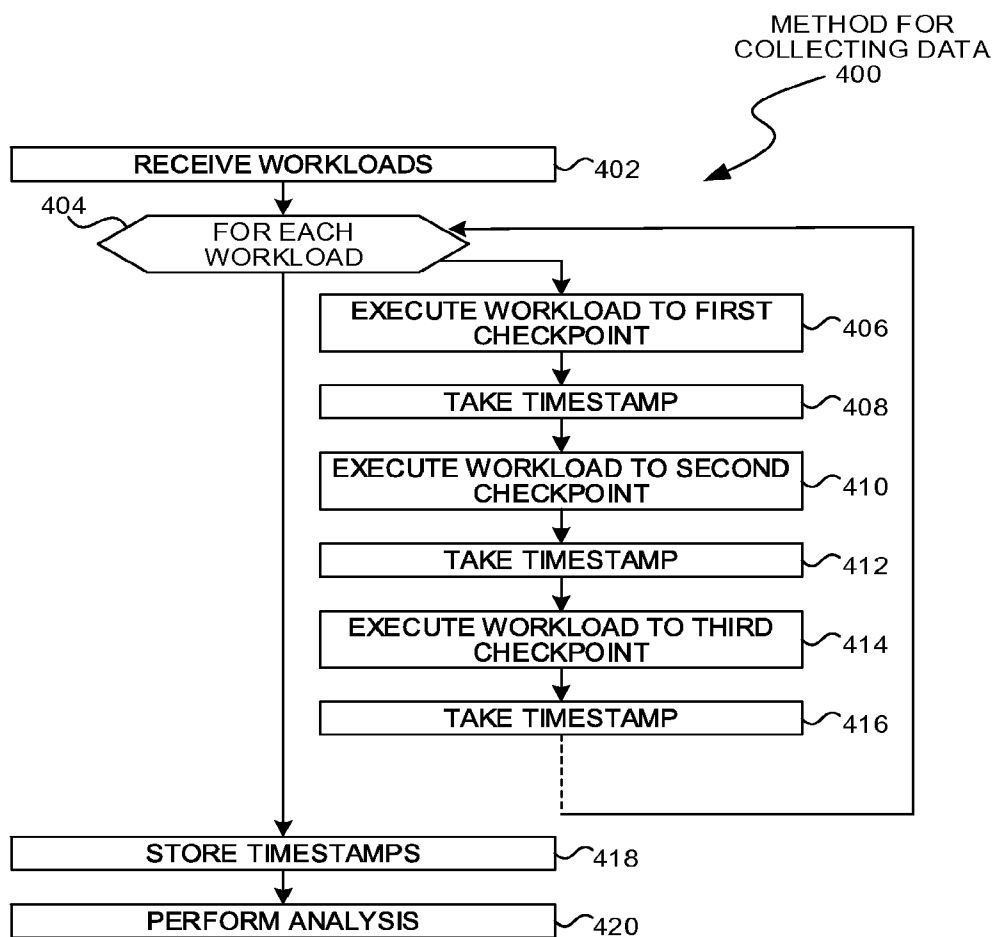 METHOD FOR
COLLECTING DATA
400
RECEIVE WORKLOADS
402
404
FOR EACH
WORKLOAD
EXECUTE WORKLOAD TO FIRST
CHECKPOINT
406
TAKE TIMESTAMP
408
EXECUTE WORKLOAD TO SECOND
CHECKPOINT
410
TAKE TIMESTAMP
412
EXECUTE WORKLOAD TO THIRD
CHECKPOINT
414
TAKE TIMESTAMP
416
STORE TIMESTAMPS
418
PERFORM ANALYSIS
420